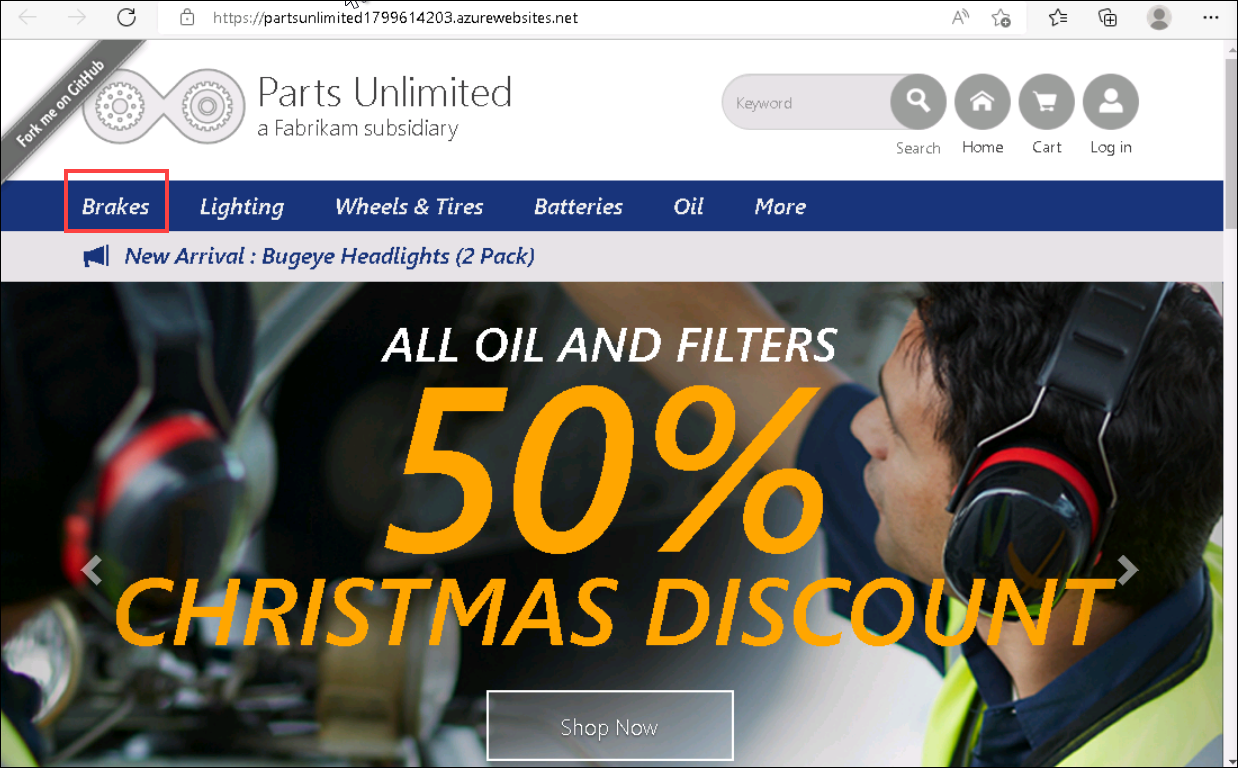 https://partsunlimited1799614203.azurewebsites.net
Fork me on GitHub
Parts Unlimited
a Fabrikam subsidiary
Keyword
Search
Home
Cart
Log in
Brakes Lighting Wheels & Tires Batteries Oil More
New Arrival : Bugeye Headlights (2 Pack)
ALL OIL AND FILTERS
50%
CHRISTMAS DISCOUNT
Shop Now